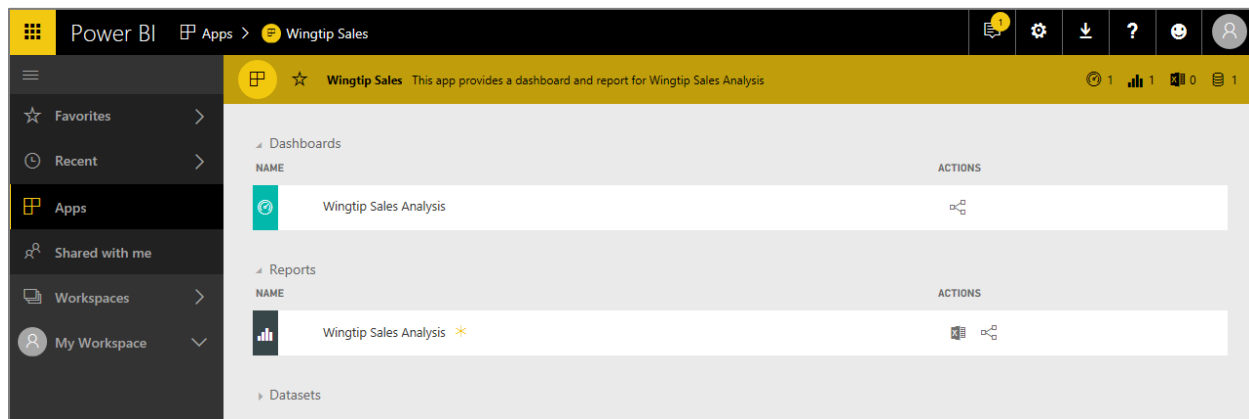 Power BI Apps > Wingtip Sales 1 ?
Wingtip Sales This app provides a dashboard and report for Wingtip Sales Analysis 1 1 0 1
Favorites
Recent
Apps
Shared with me
Workspaces
My Workspace
Dashboards
NAME ACTIONS
Wingtip Sales Analysis
Reports
NAME ACTIONS
Wingtip Sales Analysis
Datasets